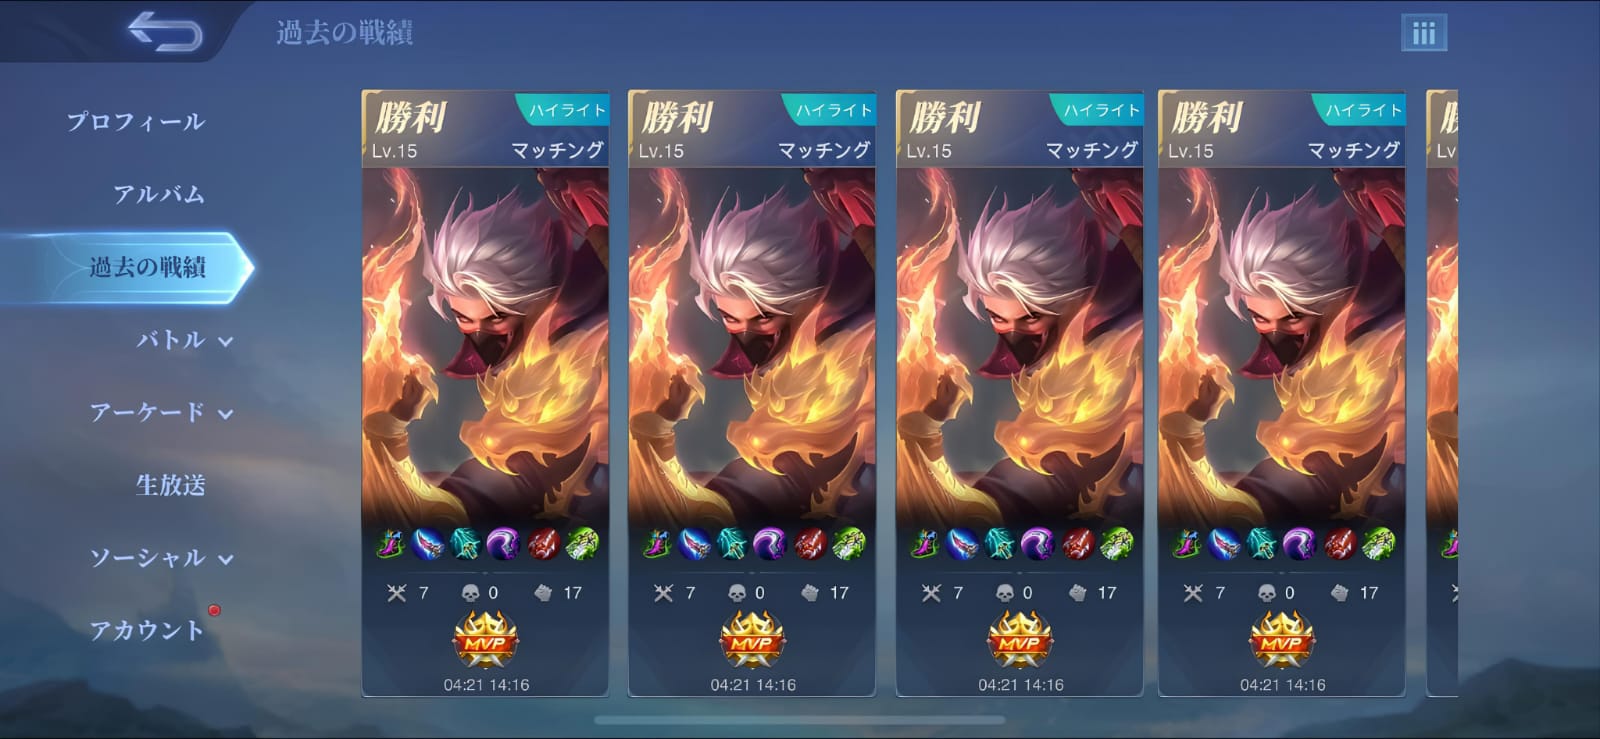 過去の戦績
プロフィール
アルバム
過去の戦績
バトル
アーケード
生放送
ソーシャル
アカウント
勝利
ハイライト
Lv.15
マッチング
7 0 17
MVP
04:21 14:16
勝利
ハイライト
Lv.15
マッチング
7 0 17
MVP
04:21 14:16
勝利
ハイライト
Lv.15
マッチング
7 0 17
MVP
04:21 14:16
勝利
ハイライト
Lv.15
マッチング
7 0 17
MVP
04:21 14:16
Lv